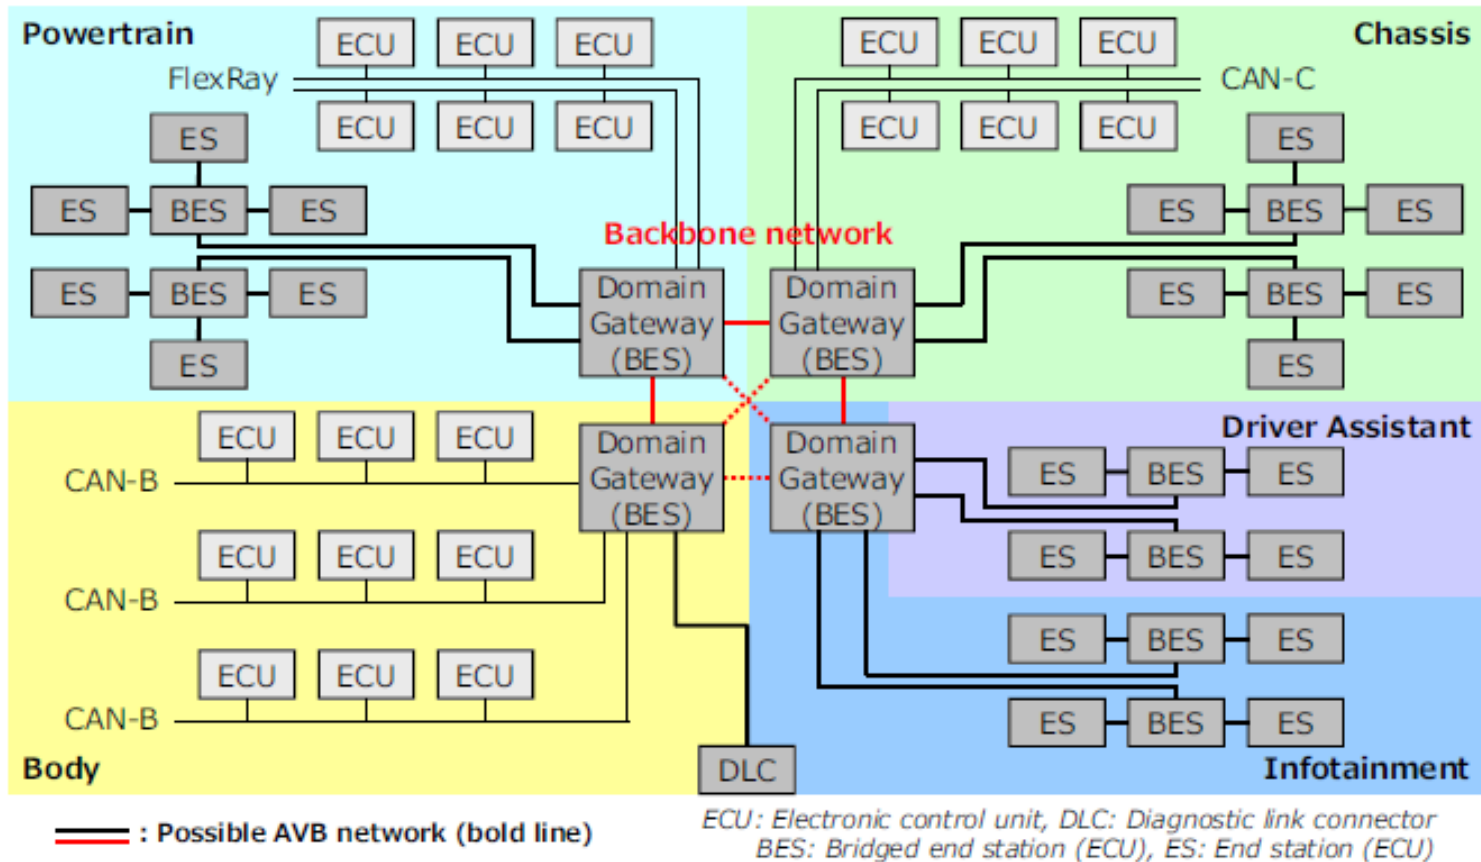 Powertrain
ECU ECU ECU
FlexRay
ECU ECU ECU
ES
ES BES ES
ES BES ES
ES
Chassis
ECU ECU ECU
CAN-C
ECU ECU ECU
ES
ES BES ES
ES BES ES
ES
Backbone network
Domain
Gateway
(BES)
Domain
Gateway
(BES)
Domain
Gateway
(BES)
Domain
Gateway
(BES)
ECU ECU ECU
CAN-B
ECU ECU ECU
CAN-B
ECU ECU ECU
CAN-B
Body
DLC
Driver Assistant
ES BES ES
ES BES ES
ES BES ES
ES BES ES
Infotainment
: Possible AVB network (bold line)
ECU: Electronic control unit, DLC: Diagnostic link connector
BES: Bridged end station (ECU), ES: End station (ECU)